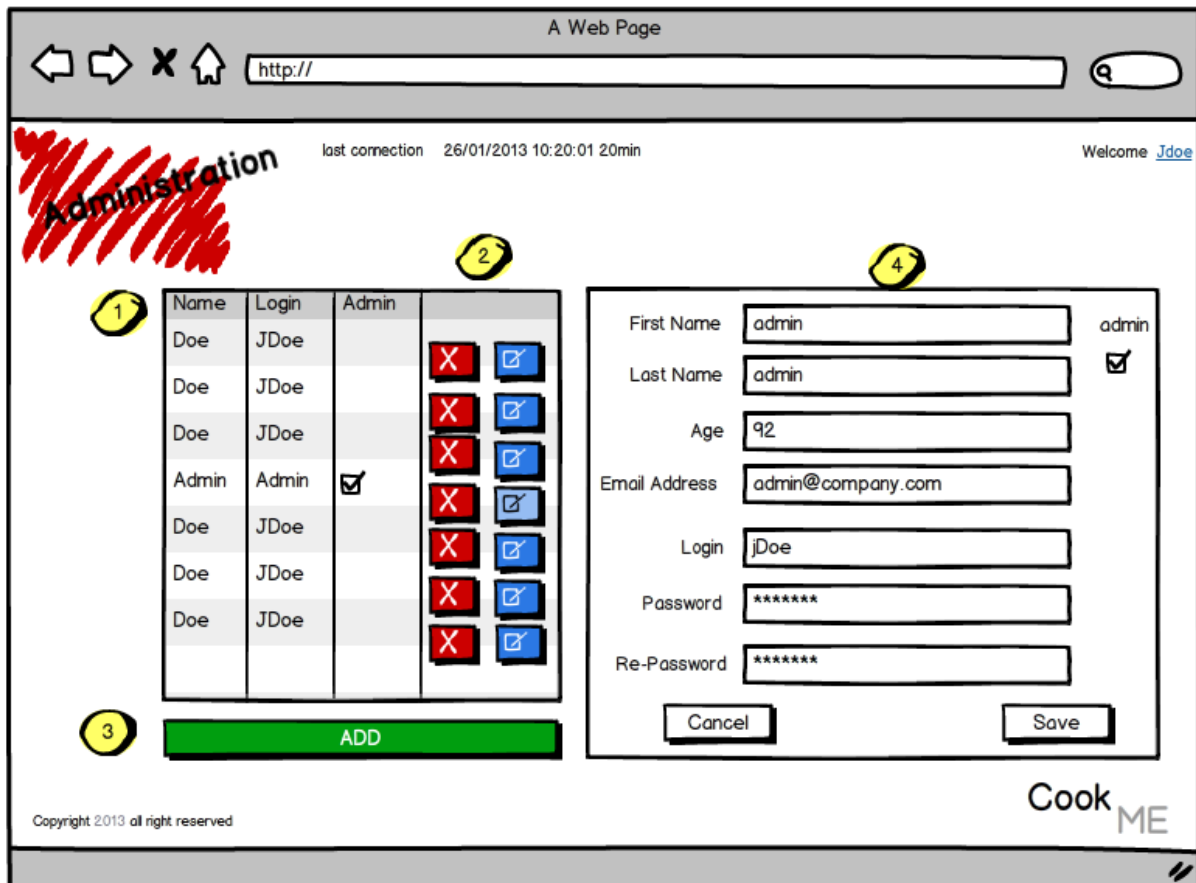 A Web Page
http://
Administration
last connection 26/01/2013 10:20:01 20min
Welcome Jdoe
1
2
Name Login Admin
Doe JDoe
X
Doe JDoe
X
Doe JDoe
X
Admin Admin
X
Doe JDoe
X
Doe JDoe
X
Doe JDoe
X
3
ADD
4
First Name admin
admin
Last Name admin
Age 92
Email Address admin@company.com
Login jDoe
Password *******
Re-Password *******
Cancel Save
Cook
ME
Copyright 2013 all right reserved